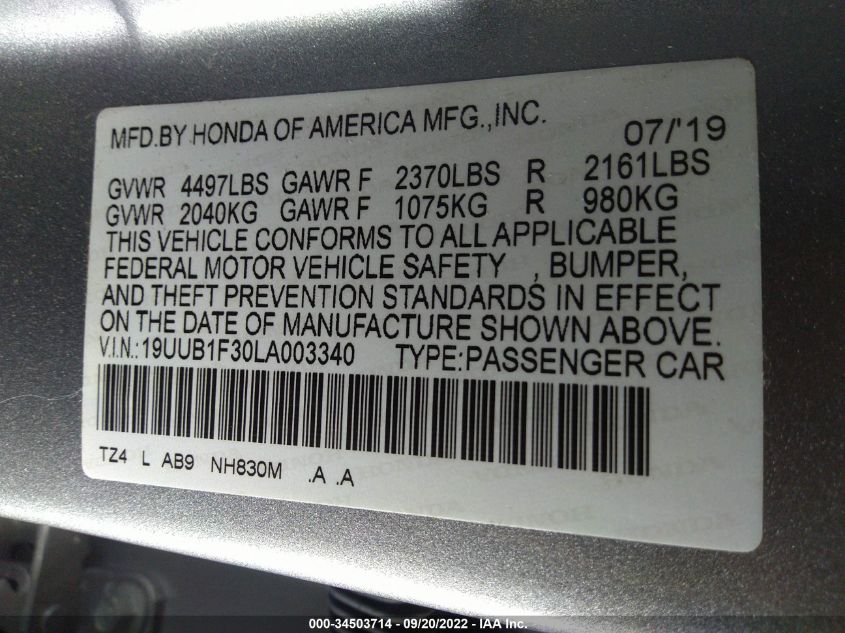 MFD.BY HONDA OF AMERICA MFG.,INC. 07/'19
GVWR 4497LBS GAWR F 2370LBS R 2161LBS
GVWR 2040KG GAWR F 1075KG R 980KG
THIS VEHICLE CONFORMS TO ALL APPLICABLE
FEDERAL MOTOR VEHICLE SAFETY , BUMPER,
AND THEFT PREVENTION STANDARDS IN EFFECT
ON THE DATE OF MANUFACTURE SHOWN ABOVE.
V.I.N.:19UUB1F30LA003340 TYPE:PASSENGER CAR
TZ4 L AB9 NH830M .A .A
000-34503714 - 09/20/2022 - IAA Inc.